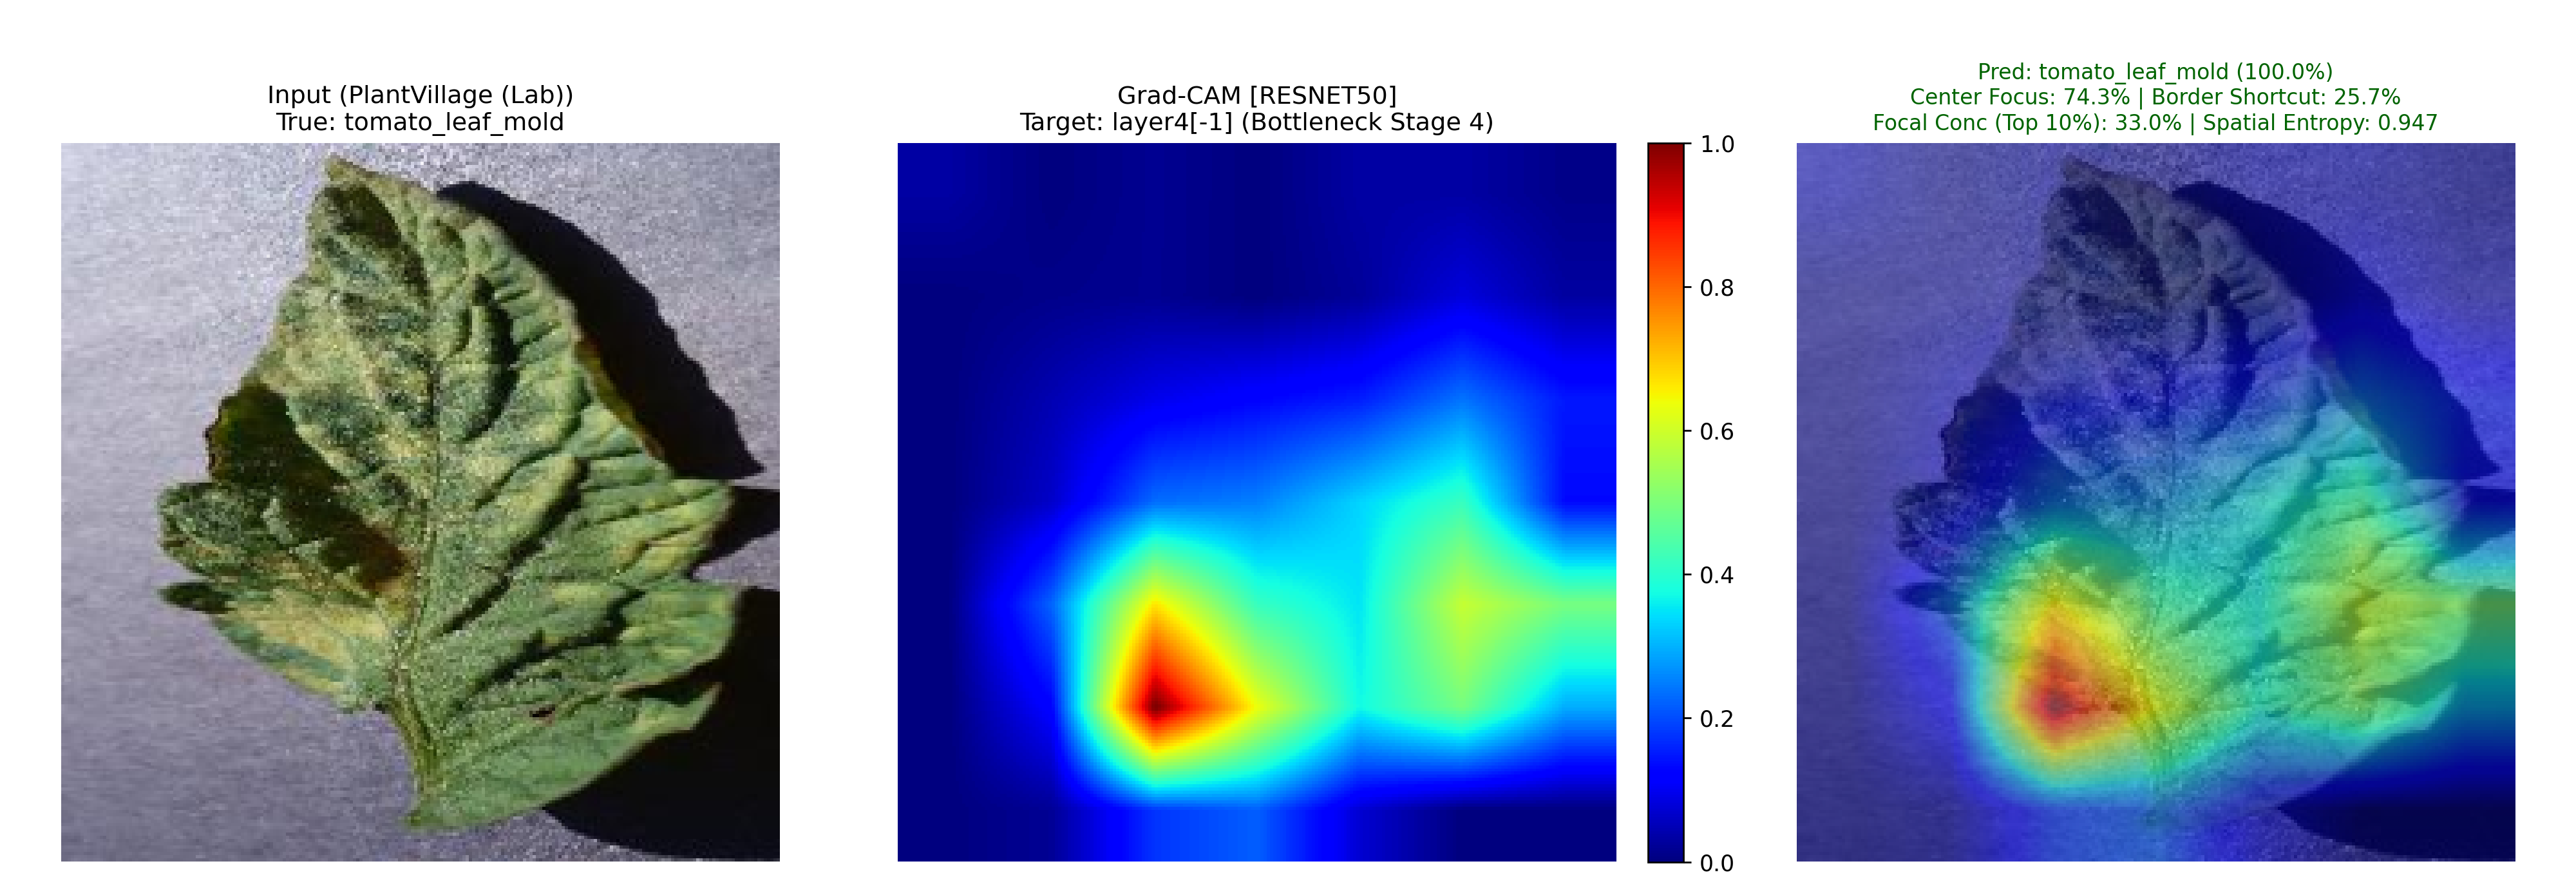 Input (PlantVillage (Lab))
True: tomato_leaf_mold
Grad-CAM [RESNET50]
Target: layer4[-1] (Bottleneck Stage 4)
1.0
0.8
0.6
0.4
0.2
0.0
Pred: tomato_leaf_mold (100.0%)
Center Focus: 74.3% | Border Shortcut: 25.7%
Focal Conc (Top 10%): 33.0% | Spatial Entropy: 0.947